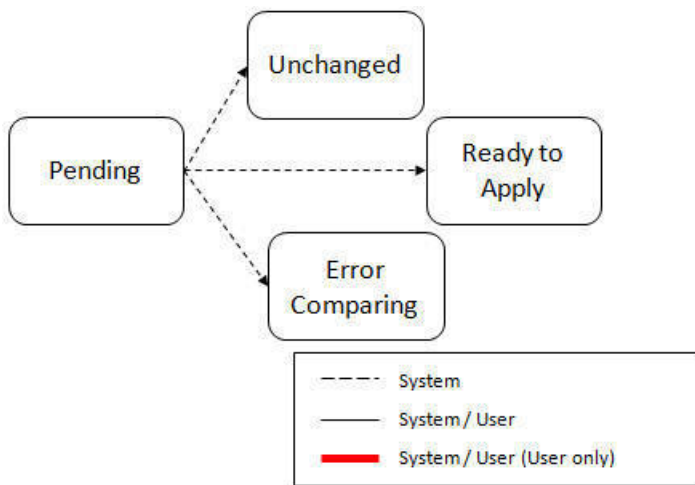 Unchanged
Pending
Ready to
Apply
Error
Comparing
System
System / User
System / User (User only)